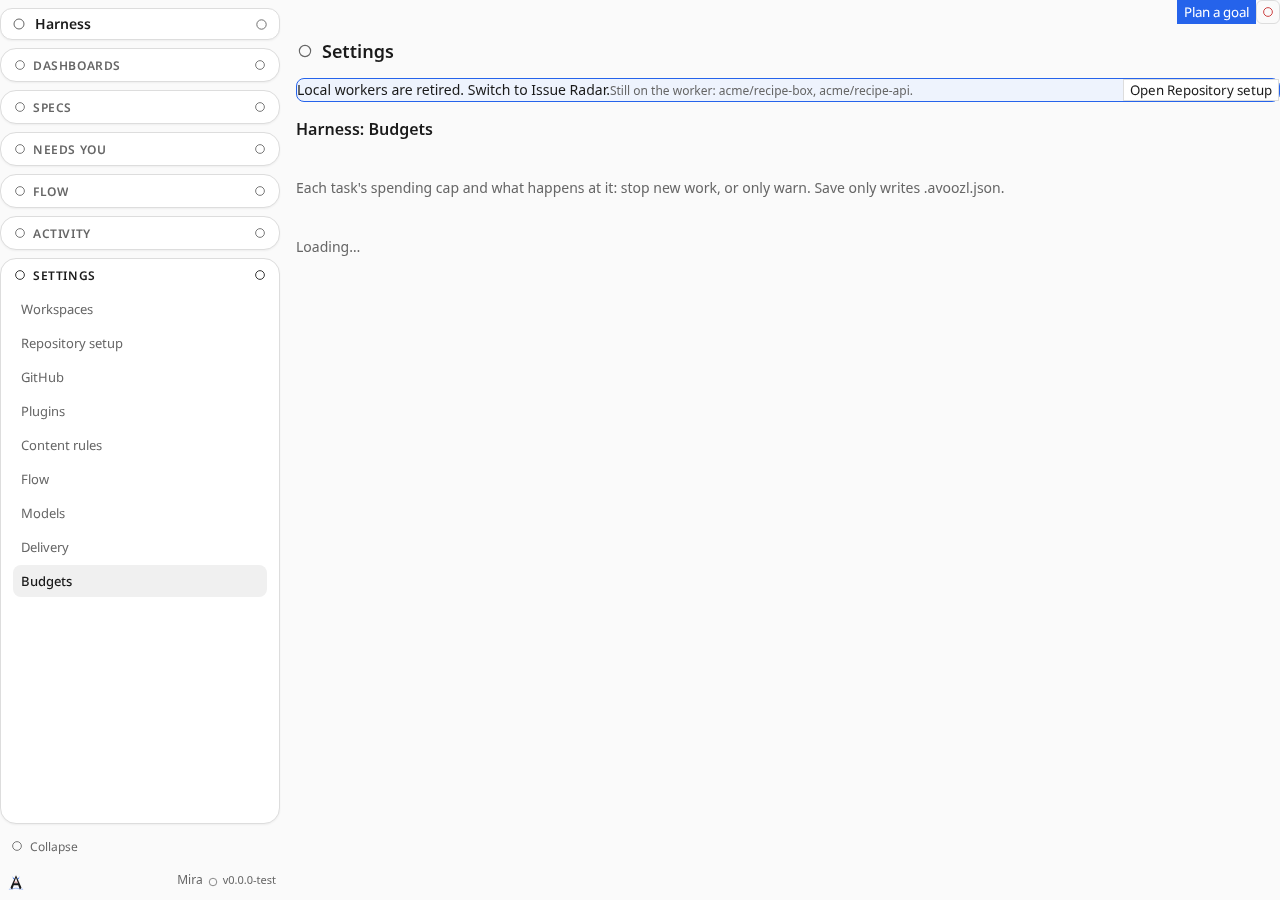 Harness
DASHBOARDS
SPECS
NEEDS YOU
FLOW
ACTIVITY
SETTINGS
Workspaces
Repository setup
GitHub
Plugins
Content rules
Flow
Models
Delivery
Budgets
Collapse
A
Mira v0.0.0-test
Plan a goal
Settings
Local workers are retired. Switch to Issue Radar.Still on the worker: acme/recipe-box, acme/recipe-api. Open Repository setup
Harness: Budgets
Each task's spending cap and what happens at it: stop new work, or only warn. Save only writes .avoozl.json.
Loading…